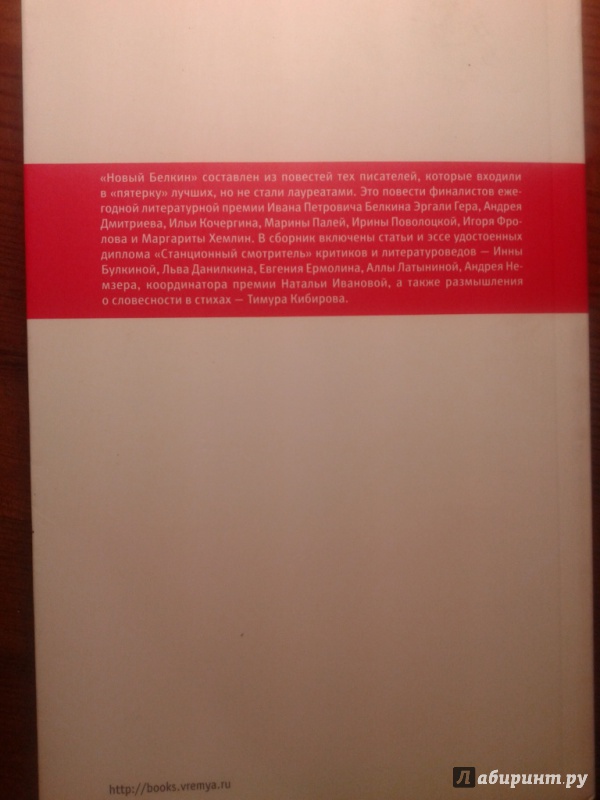 «Новый Белкин» составлен из повестей тех писателей, которые входили
в «пятерку» лучших, но не стали лауреатами. Это повести финалистов еже-
годной литературной премии Ивана Петровича Белкина Эргали Гера, Андрея
Дмитриева, Ильи Кочергина, Марины Палей, Ирины Поволоцкой, Игоря Фро-
лова и Маргариты Хемлин. В сборник включены статьи и эссе удостоенных
диплома «Станционный смотритель» критиков и литературоведов — Инны
Булкиной, Льва Данилкина, Евгения Ермолина, Аллы Латыниной, Андрея Не-
мзера, координатора премии Натальи Ивановой, а также размышления
о словесности в стихах — Тимура Кибирова.
http://books.vremya.ru
Лабиринт.ру